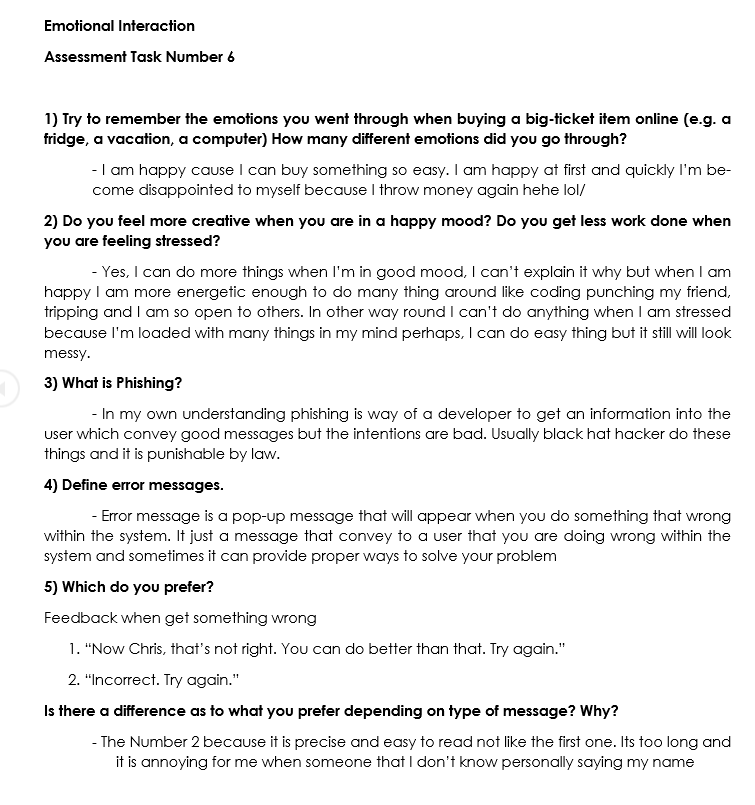 Emotional Interaction
Assessment Task Number 6
1) Try to remember the emotions you went through when buying a big-ticket item online (e.g. a
fridge, a vacation, a computer) How many different emotions did you go through?
- I am happy cause I can buy something so easy. I am happy at first and quickly I'm be-
come disappointed to myself because I throw money again hehe lol/
2) Do you feel more creative when you are in a happy mood? Do you get less work done when
you are feeling stressed?
- Yes, I can do more things when I'm in good mood, I can't explain it why but when I am
happy I am more energetic enough to do many thing around like coding punching my friend,
tripping and I am so open to others. In other way round I can't do anything when I am stressed
because I'm loaded with many things in my mind perhaps, I can do easy thing but it still will look
messy.
3) What is Phishing?
- In my own understanding phishing is way of a developer to get an information into the
user which convey good messages but the intentions are bad. Usually black hat hacker do these
things and it is punishable by law.
4) Define error messages.
- Error message is a pop-up message that will appear when you do something that wrong
within the system. It just a message that convey to a user that you are doing wrong within the
system and sometimes it can provide proper ways to solve your problem
5) Which do you prefer?
Feedback when get something wrong
1. "Now Chris, that's not right. You can do better than that. Try again."
2. "Incorrect. Try again."
Is there a difference as to what you prefer depending on type of message? Why?
- The Number 2 because it is precise and easy to read not like the first one. Its too long and
it is annoying for me when someone that I don't know personally saying my name